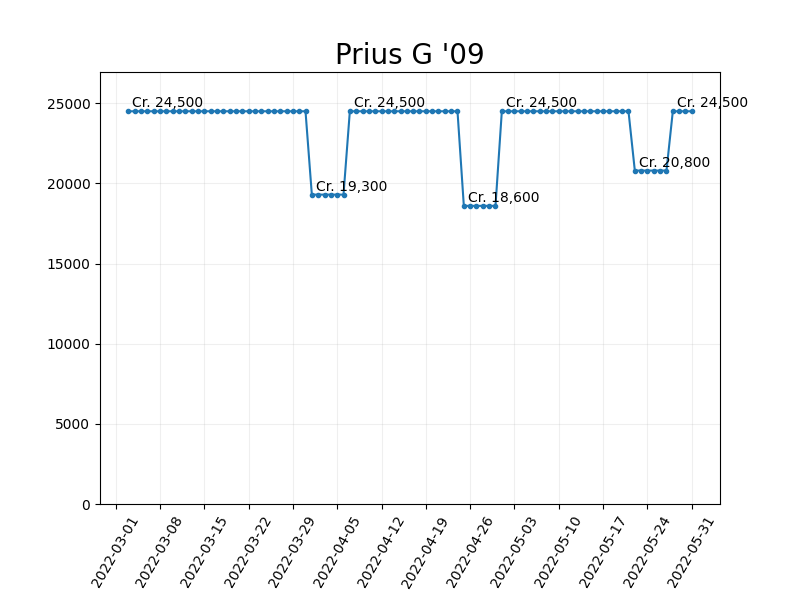 Prius G '09
25000
20000
15000
10000
5000
0
Cr. 24,500
Cr. 19,300
Cr. 24,500
Cr. 18,600
Cr. 24,500
Cr. 20,800
Cr. 24,500
2022-03-01
2022-03-08
2022-03-15
2022-03-22
2022-03-29
2022-04-05
2022-04-12
2022-04-19
2022-04-26
2022-05-03
2022-05-10
2022-05-17
2022-05-24
2022-05-31